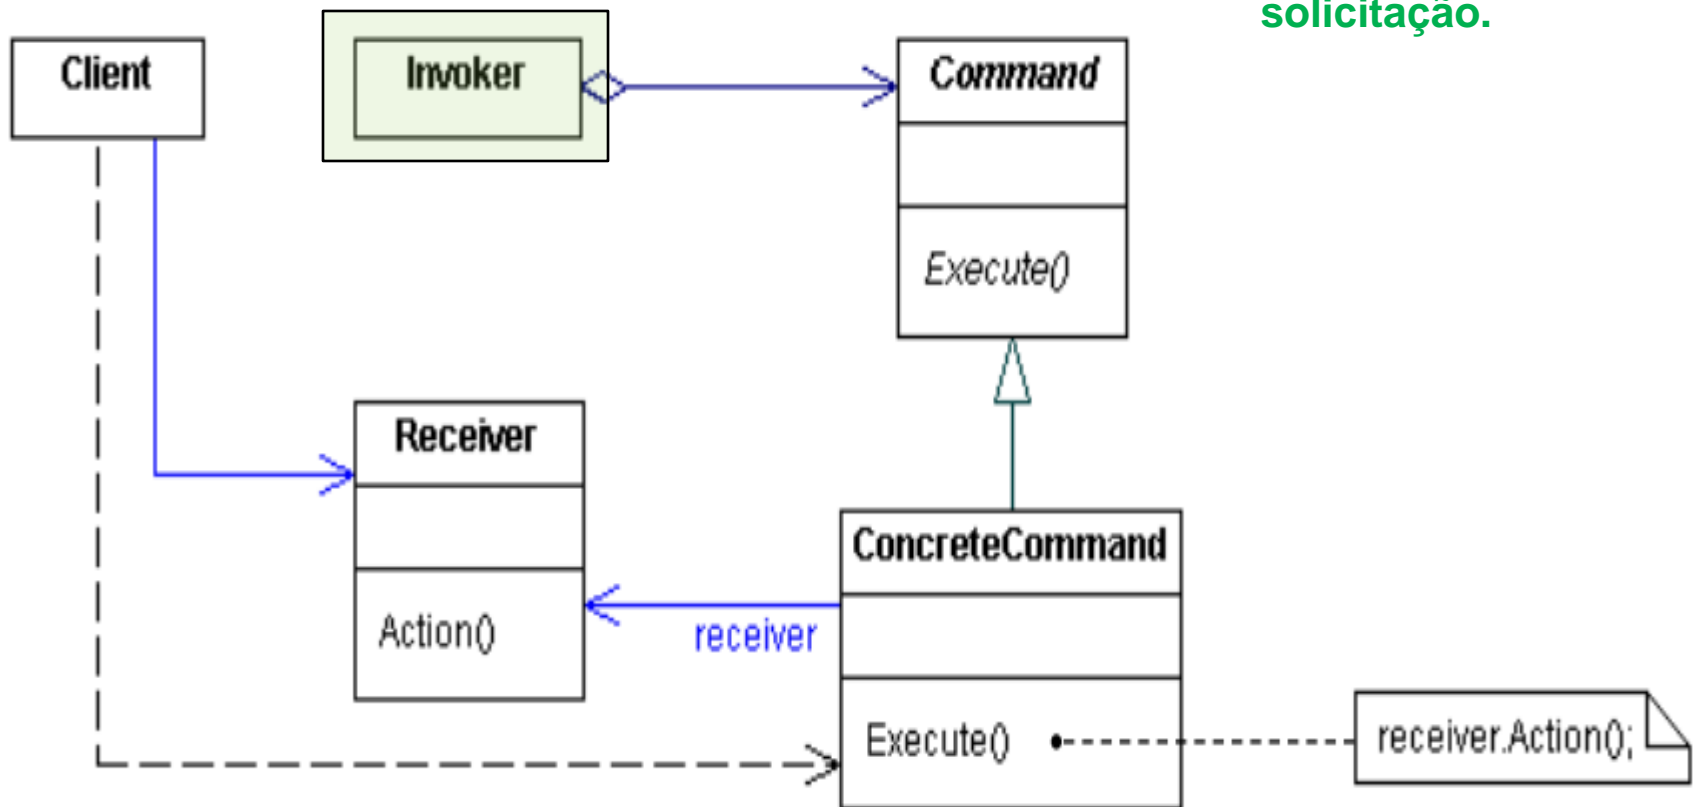 solicitação.
Client
Invoker
Command
Execute()
Receiver
Action()
receiver
ConcreteCommand
Execute()
receiver.Action();